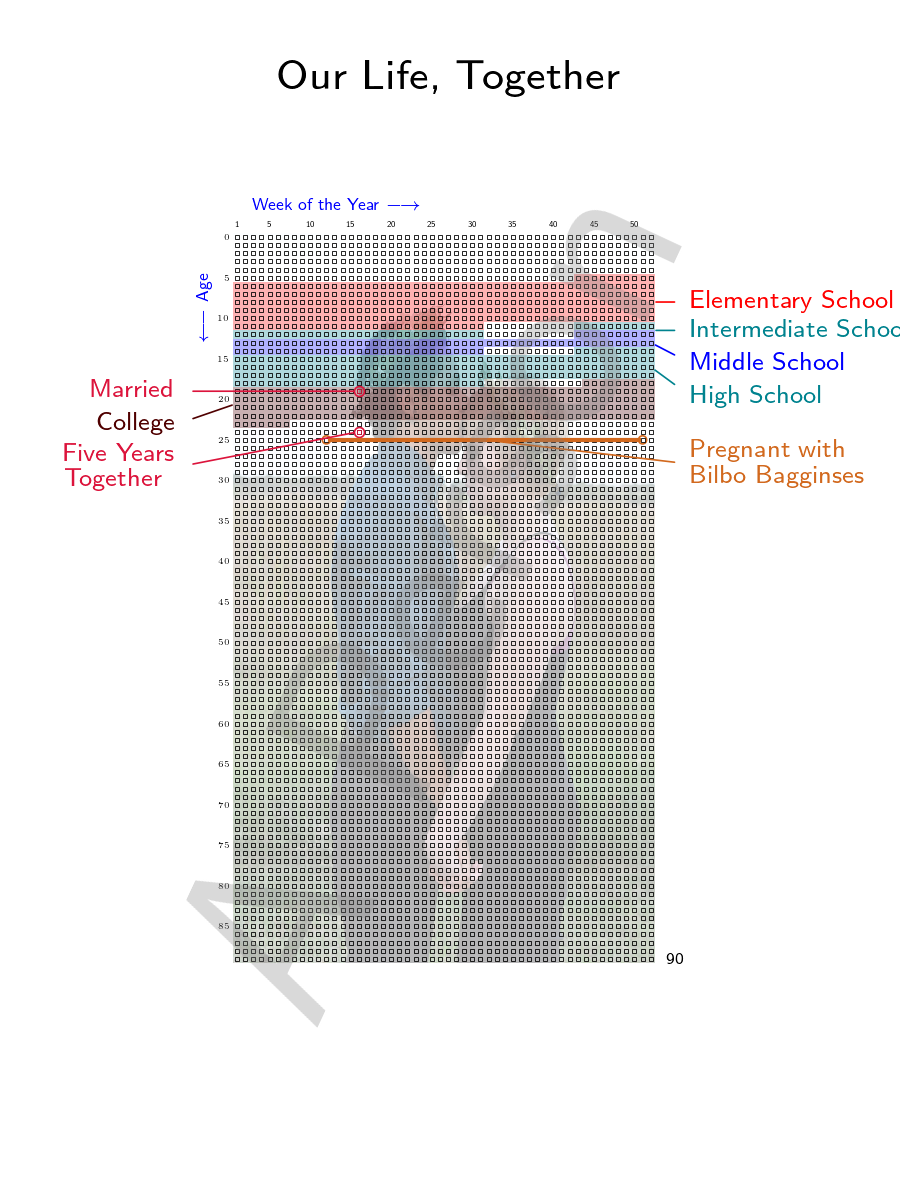 Our Life, Together
Week of the Year ⟶
1 5 10 15 20 25 30 35 40 45 50
⟵ Age
0
5
10
15
20
25
30
35
40
45
50
55
60
65
70
75
80
85
90
Elementary School
Intermediate Schoo
Middle School
High School
Married
College
Five Years
Together
Pregnant with
Bilbo Bagginses